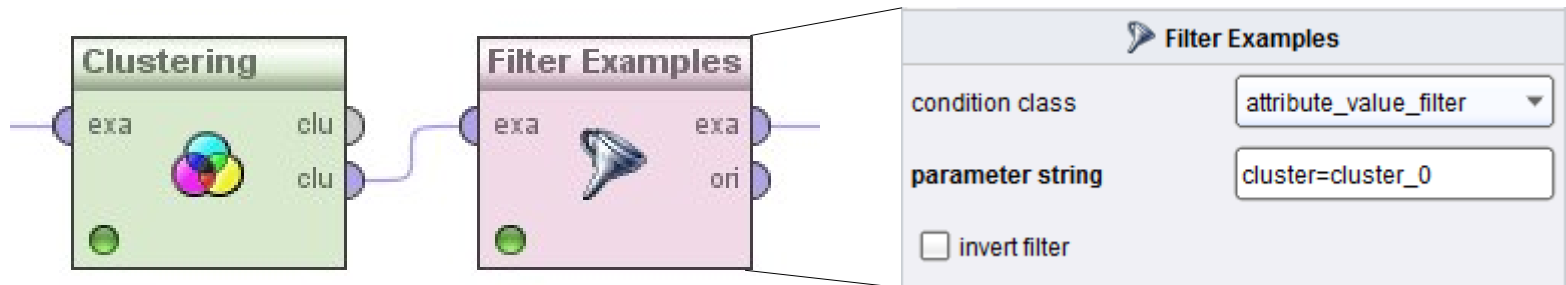 Clustering
exa clu
clu
Filter Examples
exa exa
ori
Filter Examples
condition class attribute_value_filter
parameter string cluster=cluster_0
invert filter